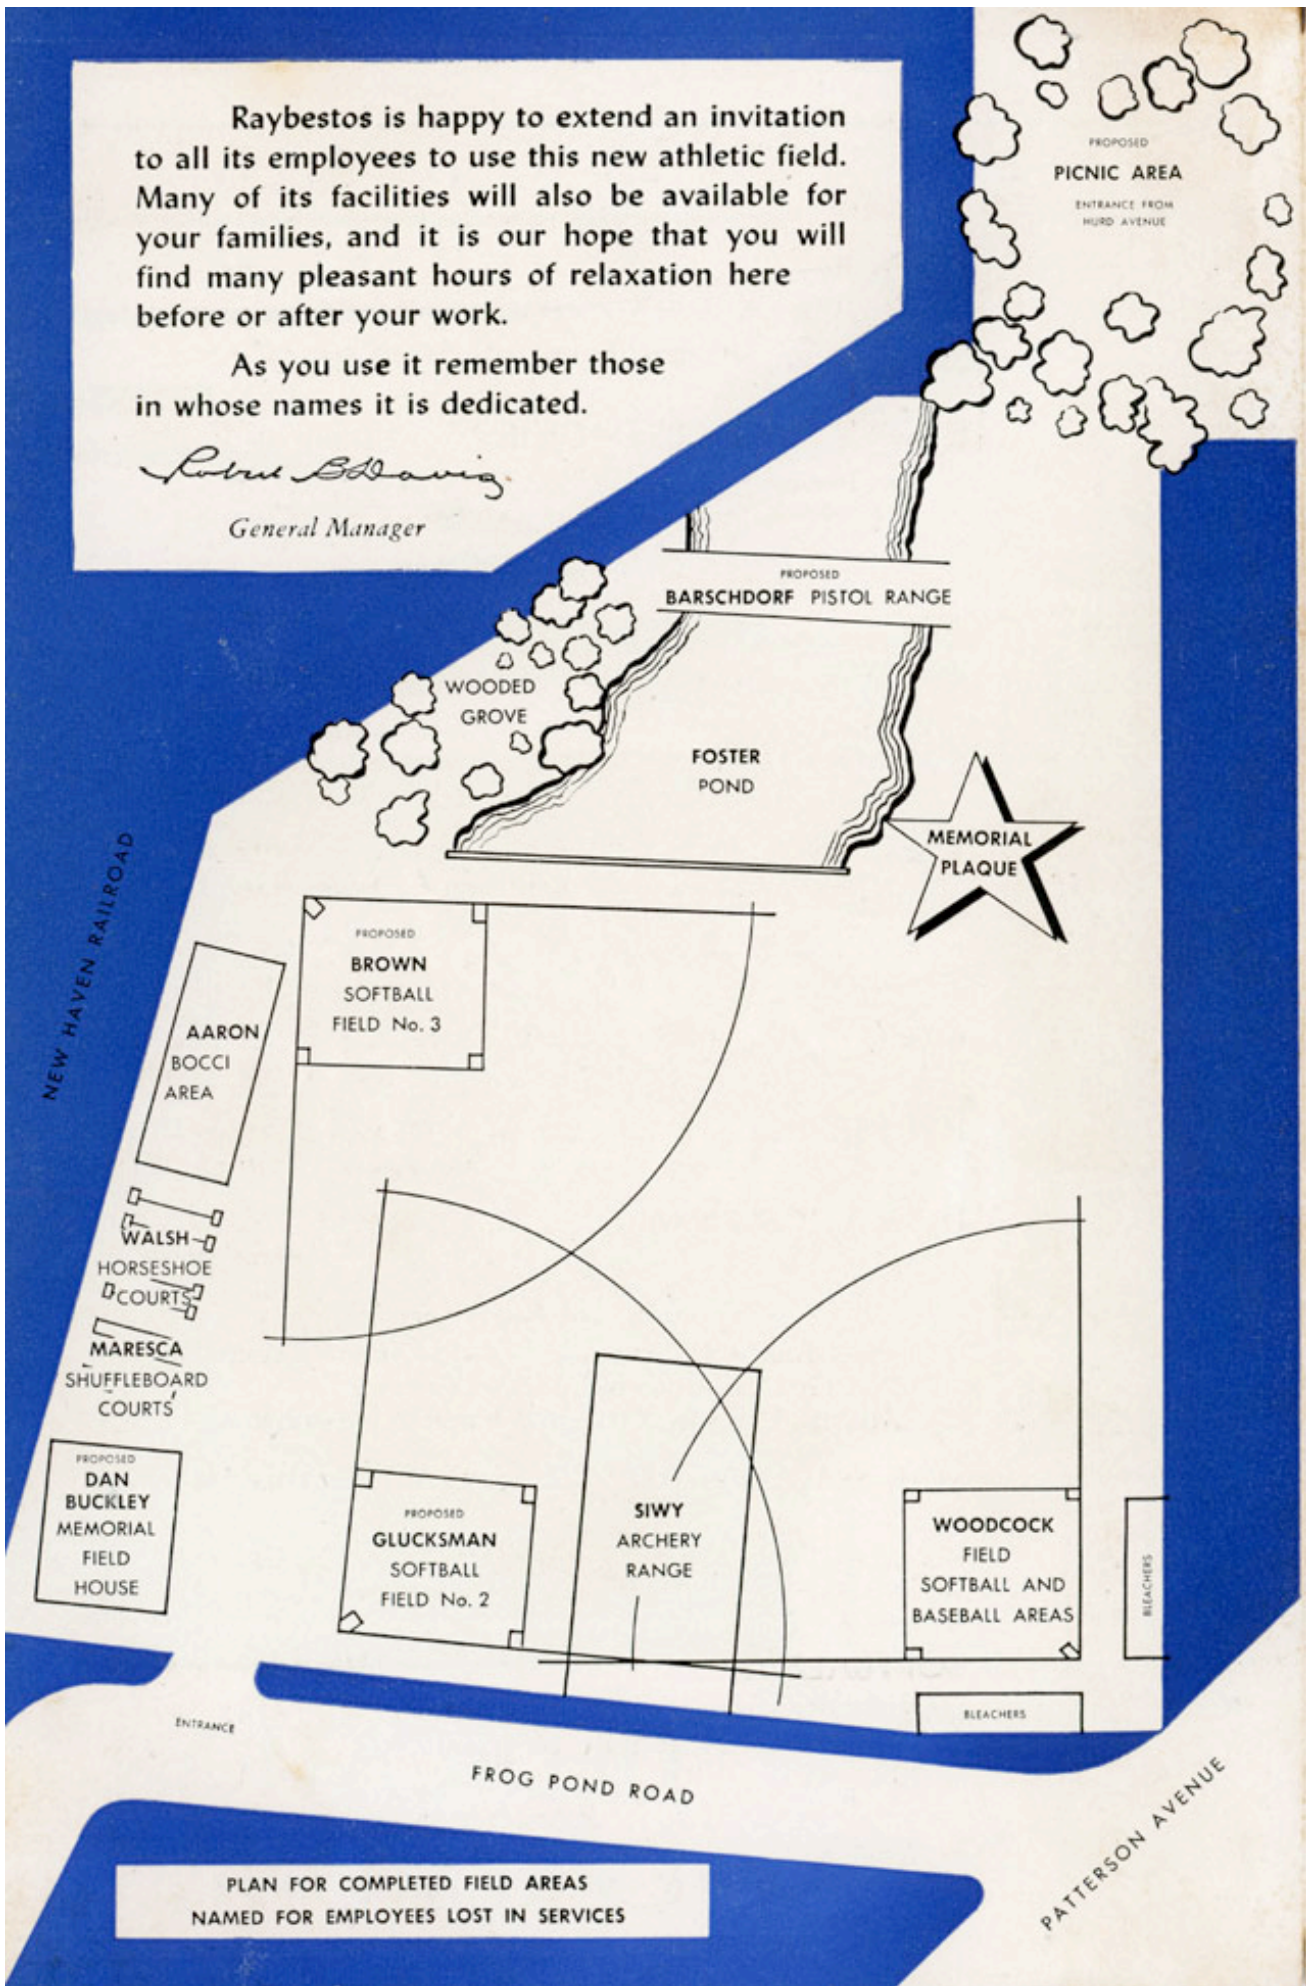 Raybestos is happy to extend an invitation
to all its employees to use this new athletic field.
Many of its facilities will also be available for
your families, and it is our hope that you will
find many pleasant hours of relaxation here
before or after your work.
As you use it remember those
in whose names it is dedicated.
Robert B Davis
General Manager
PROPOSED
PICNIC AREA
ENTRANCE FROM
HURD AVENUE
PROPOSED
BARSCHDORF PISTOL RANGE
WOODED
GROVE
FOSTER
POND
MEMORIAL
PLAQUE
NEW HAVEN RAILROAD
PROPOSED
BROWN
SOFTBALL
FIELD No. 3
AARON
BOCCI
AREA
WALSH
HORSESHOE
COURTS
MARESCA
SHUFFLEBOARD
COURTS
PROPOSED
DAN
BUCKLEY
MEMORIAL
FIELD
HOUSE
PROPOSED
GLUCKSMAN
SOFTBALL
FIELD No. 2
SIWY
ARCHERY
RANGE
WOODCOCK
FIELD
SOFTBALL AND
BASEBALL AREAS
BLEACHERS
BLEACHERS
ENTRANCE
FROG POND ROAD
PATTERSON AVENUE
PLAN FOR COMPLETED FIELD AREAS
NAMED FOR EMPLOYEES LOST IN SERVICES